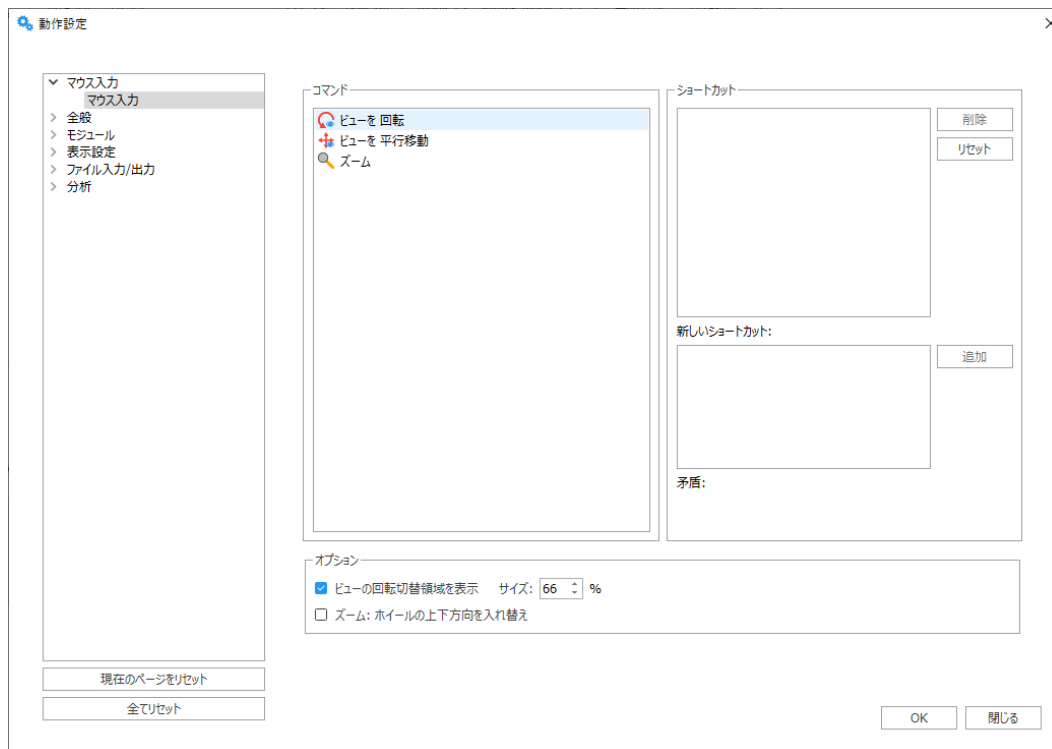 動作設定
マウス入力
マウス入力
全般
モジュール
表示設定
ファイル入力/出力
分析
現在のページをリセット
全てリセット
コマンド
ビューを 回転
ビューを 平行移動
ズーム
ショートカット
削除
リセット
新しいショートカット:
追加
矛盾:
オプション
ビューの回転切替領域を表示 サイズ: 66 %
ズーム: ホイールの上下方向を入れ替え
OK
閉じる